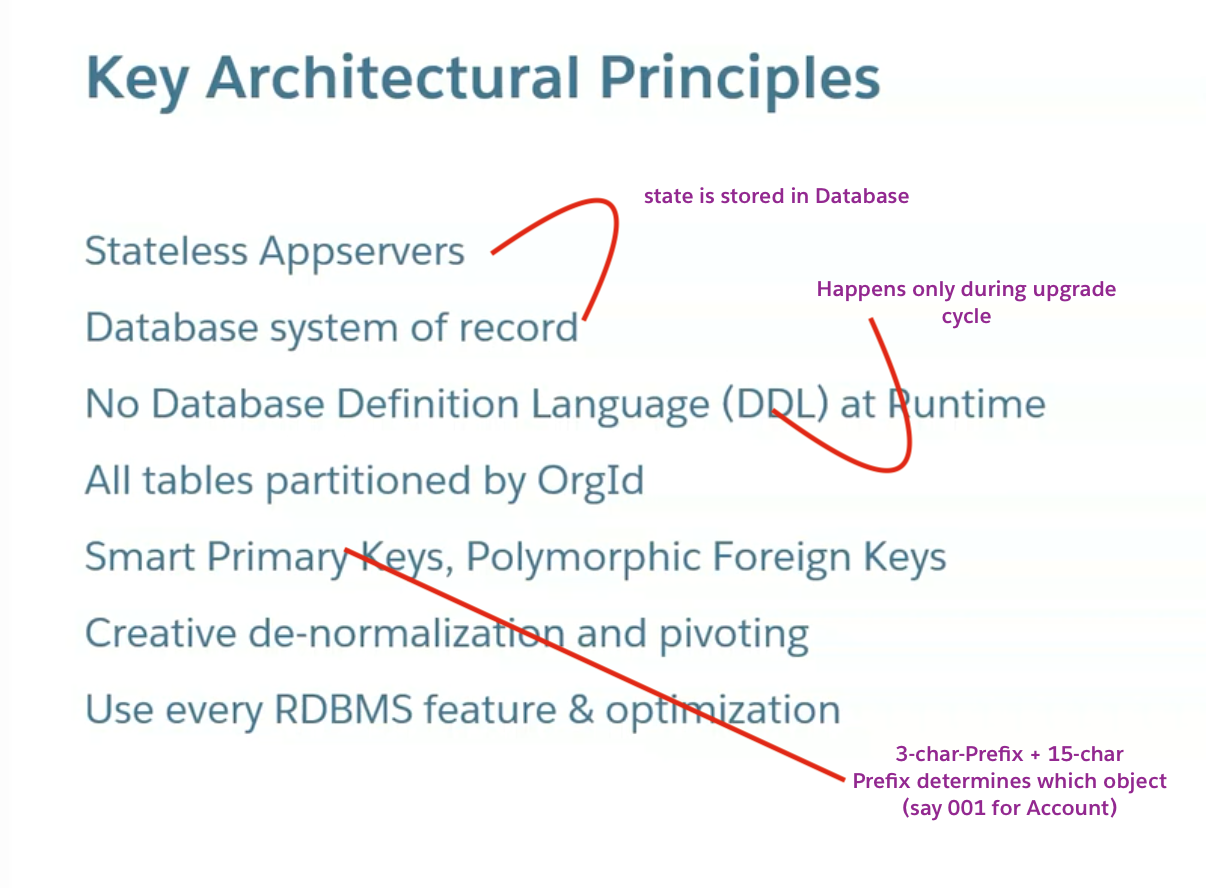 Key Architectural Principles
state is stored in Database
Stateless Appservers
Happens only during upgrade
cycle
Database system of record
No Database Definition Language (DDL) at Runtime
All tables partitioned by OrgId
Smart Primary Keys, Polymorphic Foreign Keys
Creative de-normalization and pivoting
Use every RDBMS feature & optimization
3-char-Prefix + 15-char
Prefix determines which object
(say 001 for Account)